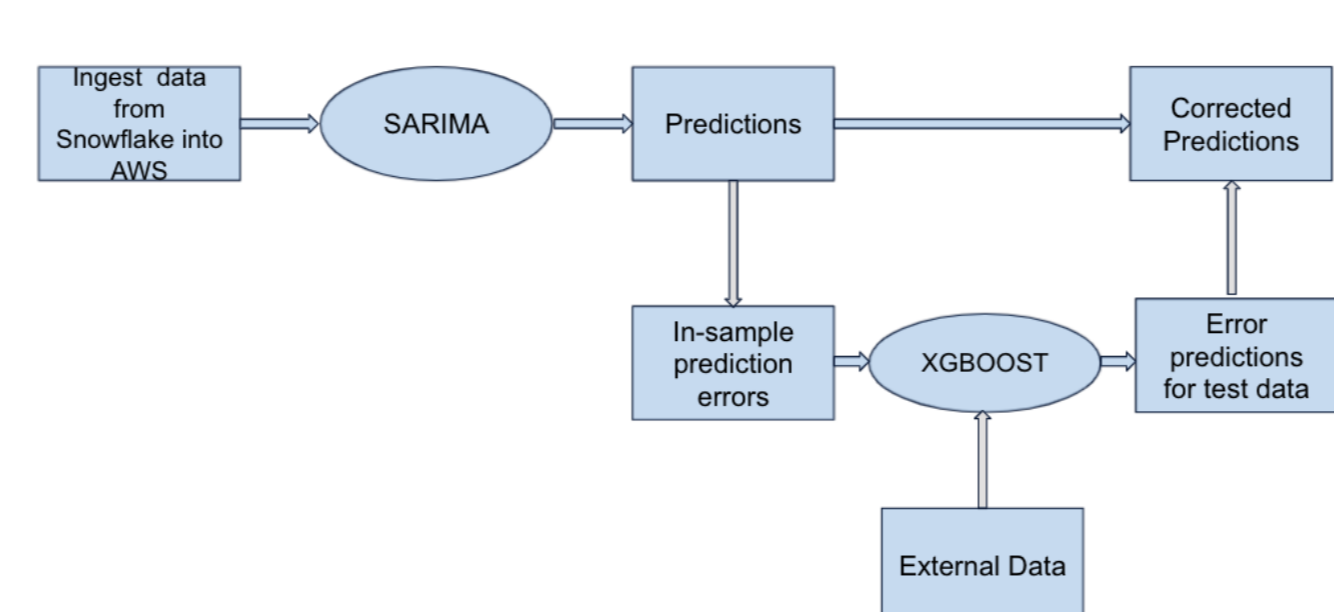 Ingest data
from
Snowflake into
AWS
SARIMA
Predictions
Corrected
Predictions
In-sample
prediction
errors
XGBOOST
Error
predictions
for test data
External Data